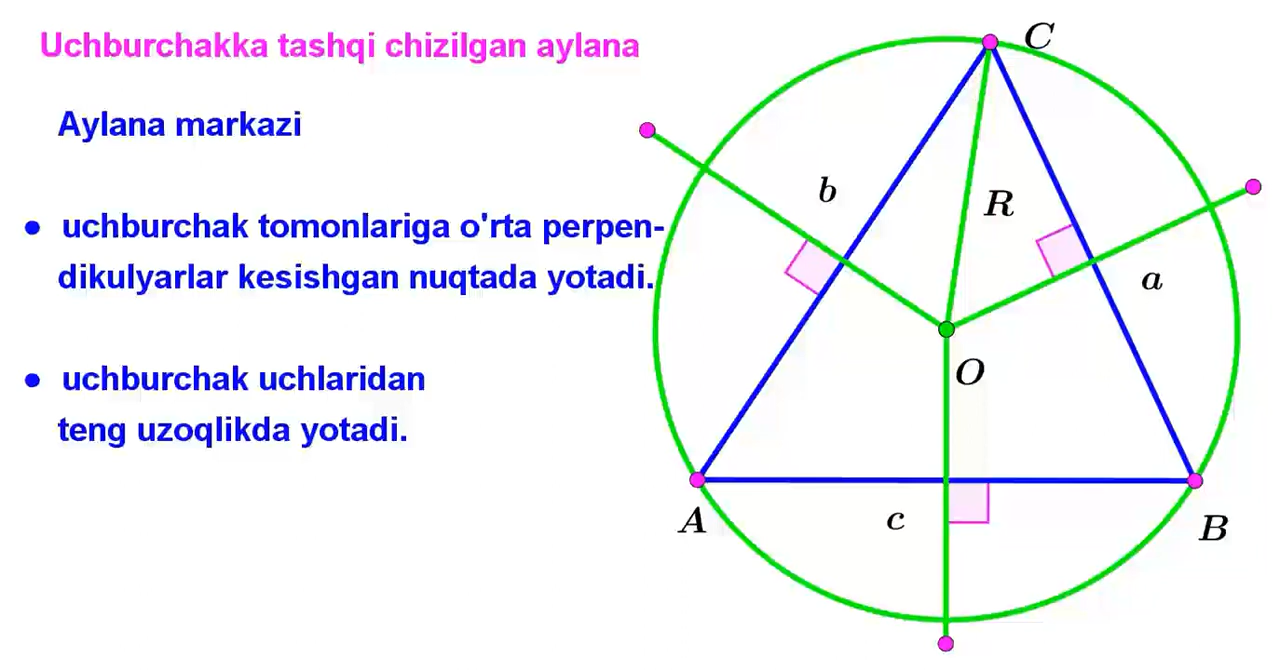 Uchburchakka tashqi chizilgan aylana
Aylana markazi
• uchburchak tomonlariga o'rta perpen-
dikulyarlar kesishgan nuqtada yotadi.
• uchburchak uchlaridan
teng uzoqlikda yotadi.
C
b
R
a
O
A
c
B